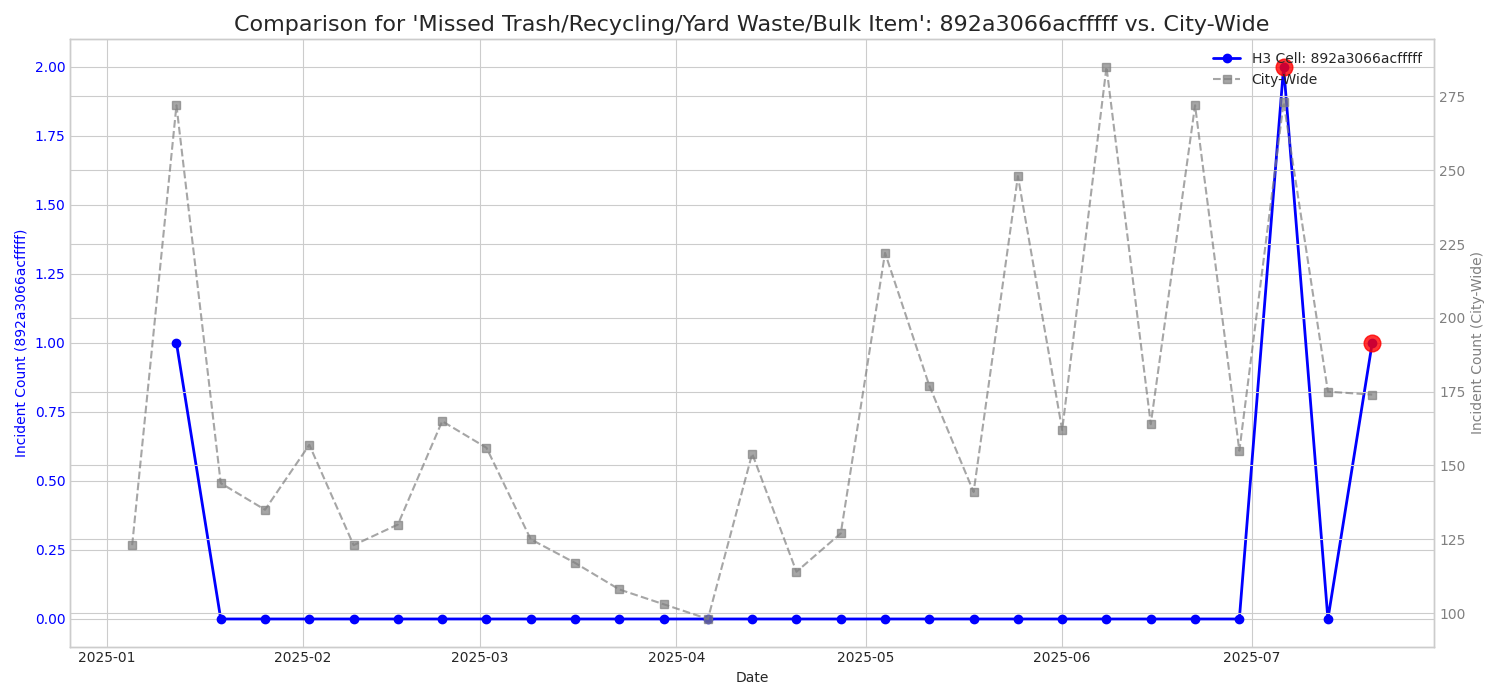 Comparison for 'Missed Trash/Recycling/Yard Waste/Bulk Item': 892a3066acfffff vs. City-Wide
H3 Cell: 892a3066acfffff
City-Wide
Incident Count (892a3066acfffff)
2.00
1.75
1.50
1.25
1.00
0.75
0.50
0.25
0.00
275
250
225
200
175
150
125
100
Incident Count (City-Wide)
2025-01 2025-02 2025-03 2025-04 2025-05 2025-06 2025-07
Date